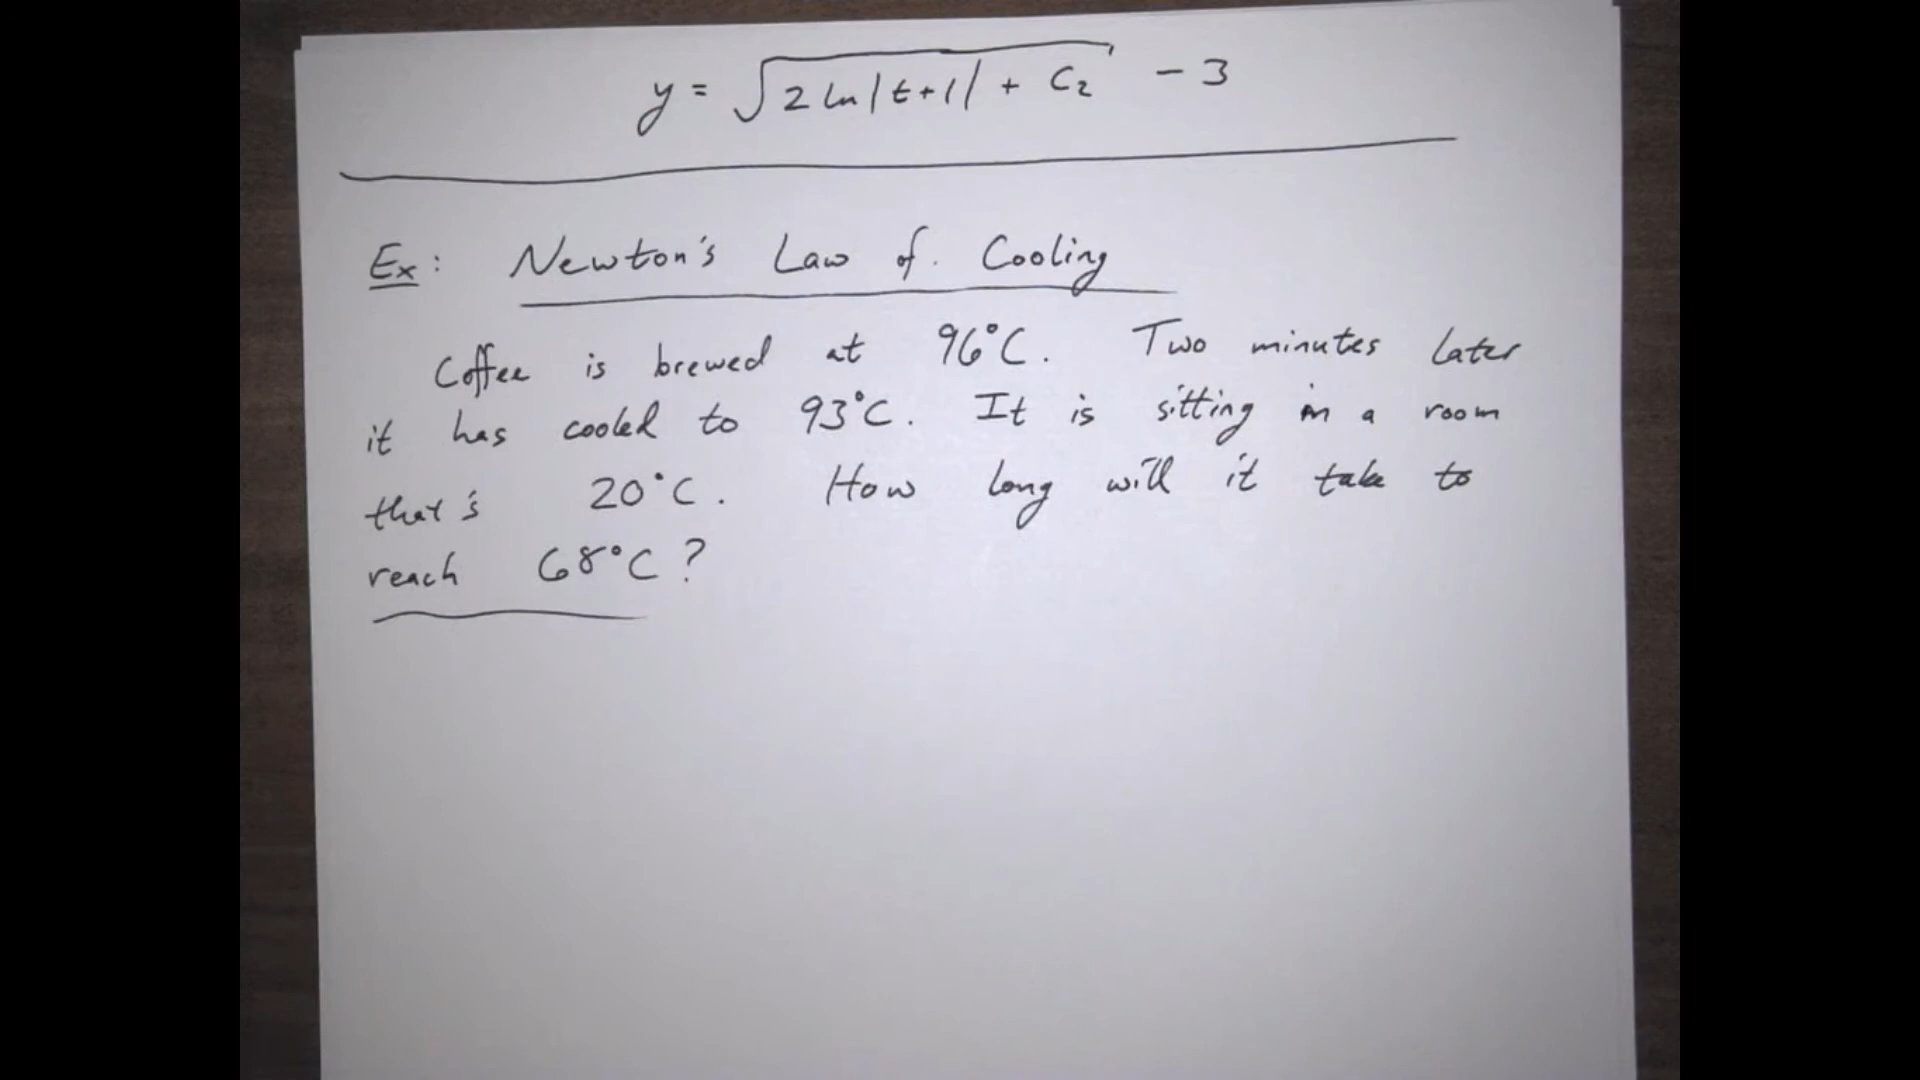 y = √(2 ln|t+1| + C₂) - 3
Ex: Newton's Law of. Cooling
Coffee is brewed at 96°C. Two minutes later
it has cooled to 93°C. It is sitting in a room
that's 20°C. How long will it take to
reach 68°C?